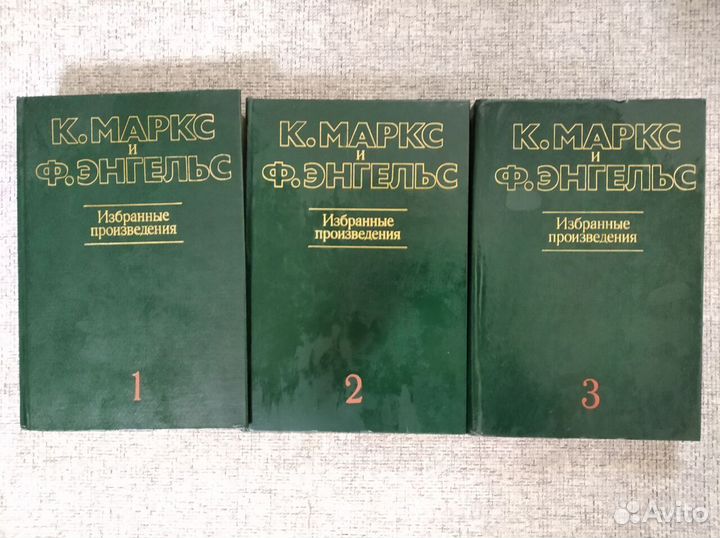 К. МАРКС
и
Ф. ЭНГЕЛЬС
Избранные
произведения
1
К. МАРКС
и
Ф. ЭНГЕЛЬС
Избранные
произведения
2
К. МАРКС
и
Ф. ЭНГЕЛЬС
Избранные
произведения
3
Avito